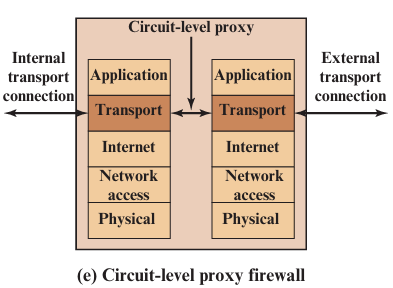 Circuit-level proxy
Internal
transport
connection
External
transport
connection
Application
Transport
Internet
Network
access
Physical
Application
Transport
Internet
Network
access
Physical
(e) Circuit-level proxy firewall